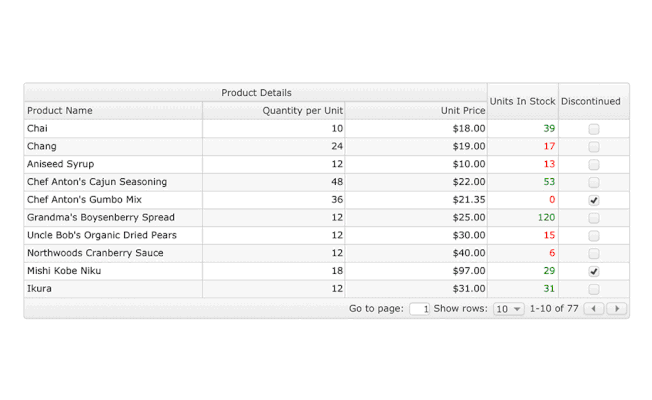 Product Details Units In Stock Discontinued
Product Name Quantity per Unit Unit Price
Chai 10 $18.00 39
Chang 24 $19.00 17
Aniseed Syrup 12 $10.00 13
Chef Anton's Cajun Seasoning 48 $22.00 53
Chef Anton's Gumbo Mix 36 $21.35 0
Grandma's Boysenberry Spread 12 $25.00 120
Uncle Bob's Organic Dried Pears 12 $30.00 15
Northwoods Cranberry Sauce 12 $40.00 6
Mishi Kobe Niku 18 $97.00 29
Ikura 12 $31.00 31
Go to page: 1 Show rows: 10 1-10 of 77